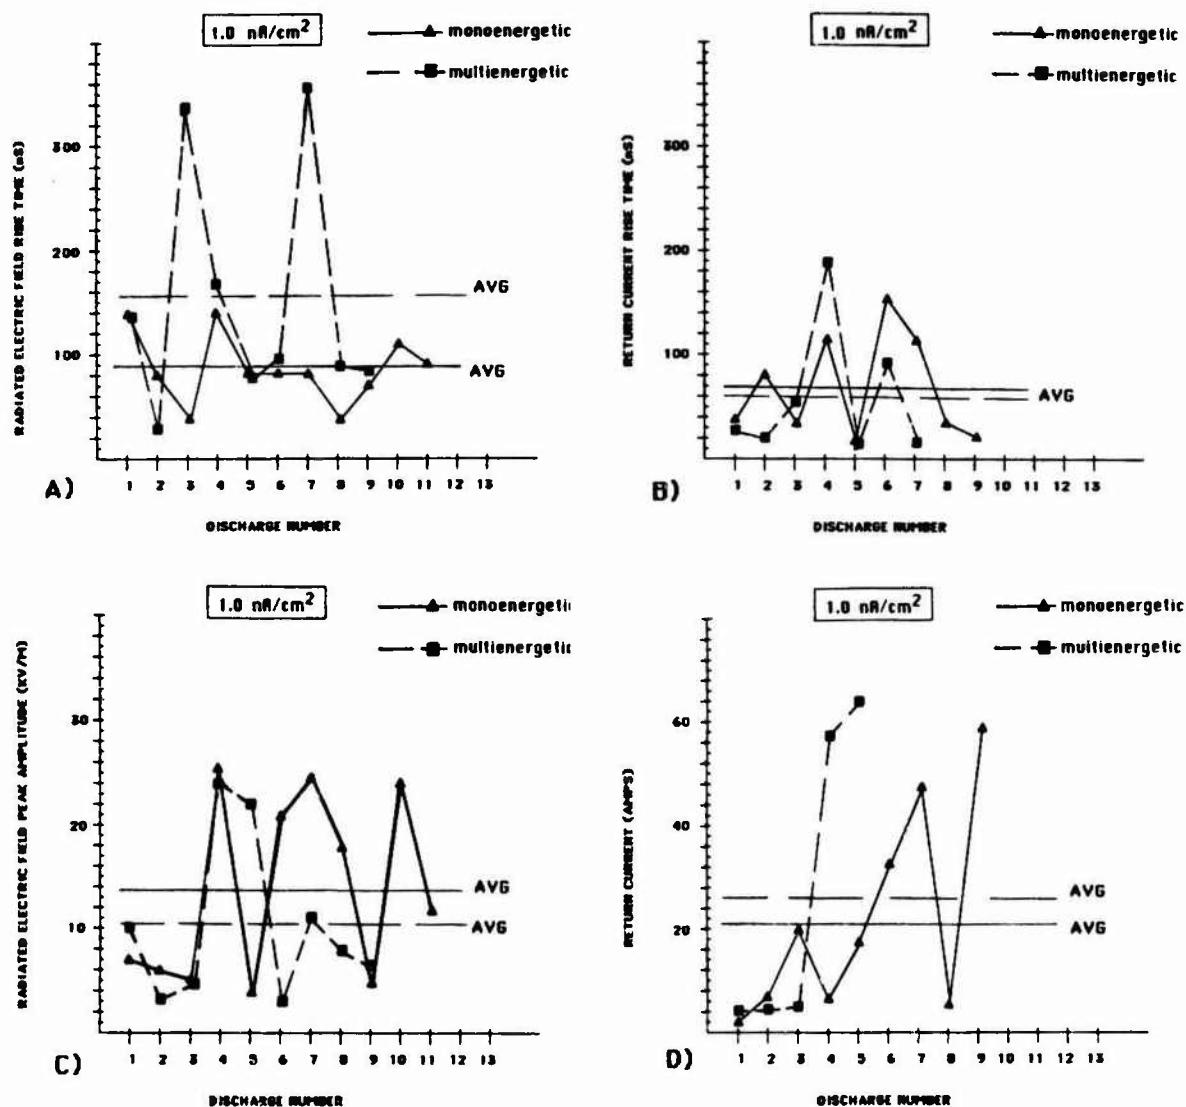 1.0 nA/cm2
monoenergetic
multienergetic
RADIATED ELECTRIC FIELD RISE TIME (nS)
300
200
100
AVG
AVG
1 2 3 4 5 6 7 8 9 10 11 12 13
A)
DISCHARGE NUMBER
1.0 nA/cm2
monoenergetic
multienergetic
RETURN CURRENT RISE TIME (nS)
300
200
100
AVG
1 2 3 4 5 6 7 8 9 10 11 12 13
B)
DISCHARGE NUMBER
1.0 nA/cm2
monoenergeti
multienergetic
RADIATED ELECTRIC FIELD PEAK AMPLITUDE (KV/M)
30
20
10
AVG
AVG
1 2 3 4 5 6 7 8 9 10 11 12 13
C)
DISCHARGE NUMBER
1.0 nA/cm2
monoenergetic
multienergetic
RETURN CURRENT (AMPS)
60
40
20
AVG
AVG
1 2 3 4 5 6 7 8 9 10 11 12 13
D)
DISCHARGE NUMBER